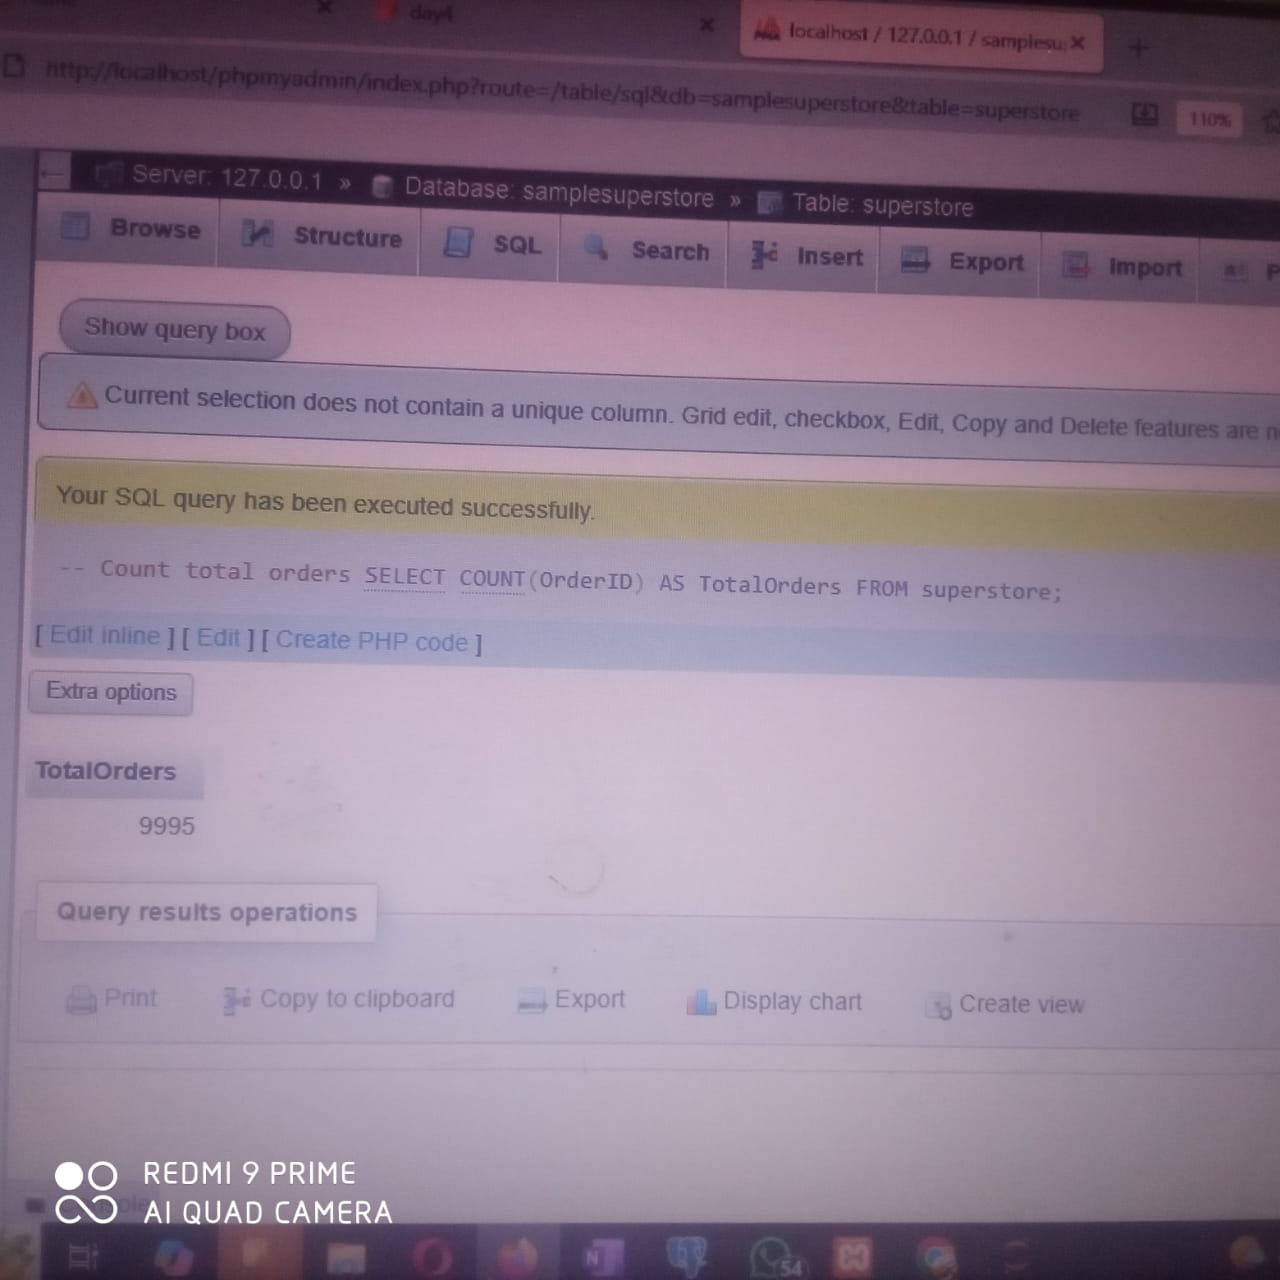 day4
localhost / 127.0.0.1 / samplesu
http://localhost/phpmyadmin/index.php?route=/table/sql&db=samplesuperstore&table=superstore
110%
Server: 127.0.0.1 » Database: samplesuperstore » Table: superstore
Browse Structure SQL Search Insert Export Import P
Show query box
Current selection does not contain a unique column. Grid edit, checkbox, Edit, Copy and Delete features are n
Your SQL query has been executed successfully.
-- Count total orders SELECT COUNT(OrderID) AS TotalOrders FROM superstore;
[ Edit inline ] [ Edit ] [ Create PHP code ]
Extra options
TotalOrders
9995
Query results operations
Print Copy to clipboard Export Display chart Create view
REDMI 9 PRIME
AI QUAD CAMERA
N
54